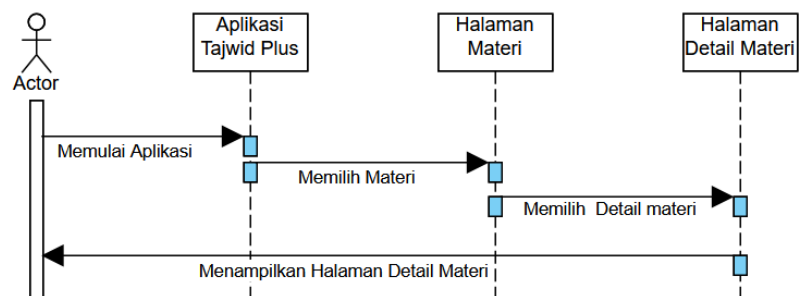 Aplikasi
Tajwid Plus
Halaman
Materi
Halaman
Detail Materi
Actor
Memulai Aplikasi
Memilih Materi
Memilih Detail materi
Menampilkan Halaman Detail Materi